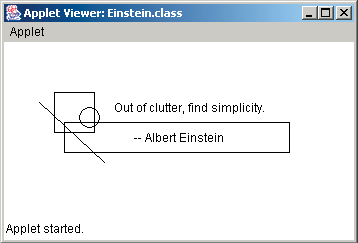 Applet Viewer: Einstein.class
Applet
Out of clutter, find simplicity.
-- Albert Einstein
Applet started.